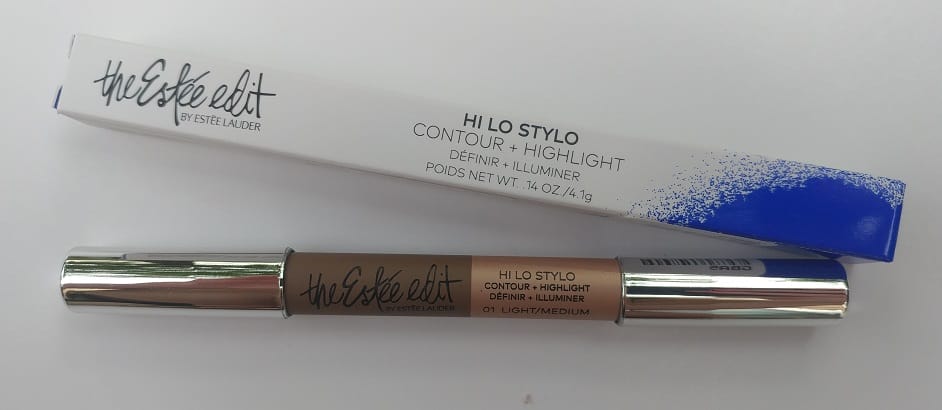 the Estée edit
BY ESTĒE LAUDER
HI LO STYLO
CONTOUR + HIGHLIGHT
DÉFINIR + ILLUMINER
POIDS NET WT. .14 OZ./4.1g
the Estée edit
BY ESTĒE LAUDER
HI LO STYLO
CONTOUR + HIGHLIGHT
DÉFINIR + ILLUMINER
01 LIGHT/MEDIUM